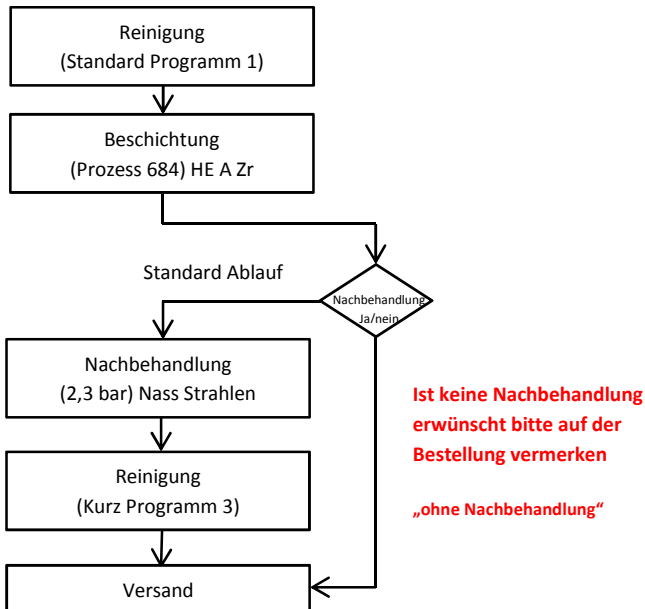 Reinigung
(Standard Programm 1)
Beschichtung
(Prozess 684) HE A Zr
Standard Ablauf
Nachbehandlung
Ja/nein
Nachbehandlung
(2,3 bar) Nass Strahlen
Ist keine Nachbehandlung
erwünscht bitte auf der
Bestellung vermerken
„ohne Nachbehandlung“
Reinigung
(Kurz Programm 3)
Versand